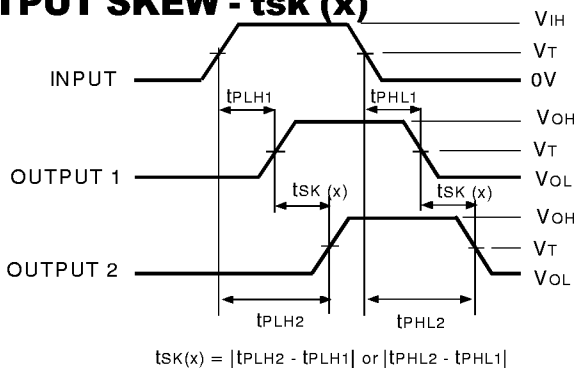 TPUT SKEW - tsk (x)
VIH
VT
INPUT
0V
tPLH1
tPHL1
VOH
VT
OUTPUT 1
VOL
tSK (x)
tSK (x)
VOH
VT
OUTPUT 2
VOL
tPLH2
tPHL2
tSK(x) = |tPLH2 - tPLH1| or |tPHL2 - tPHL1|